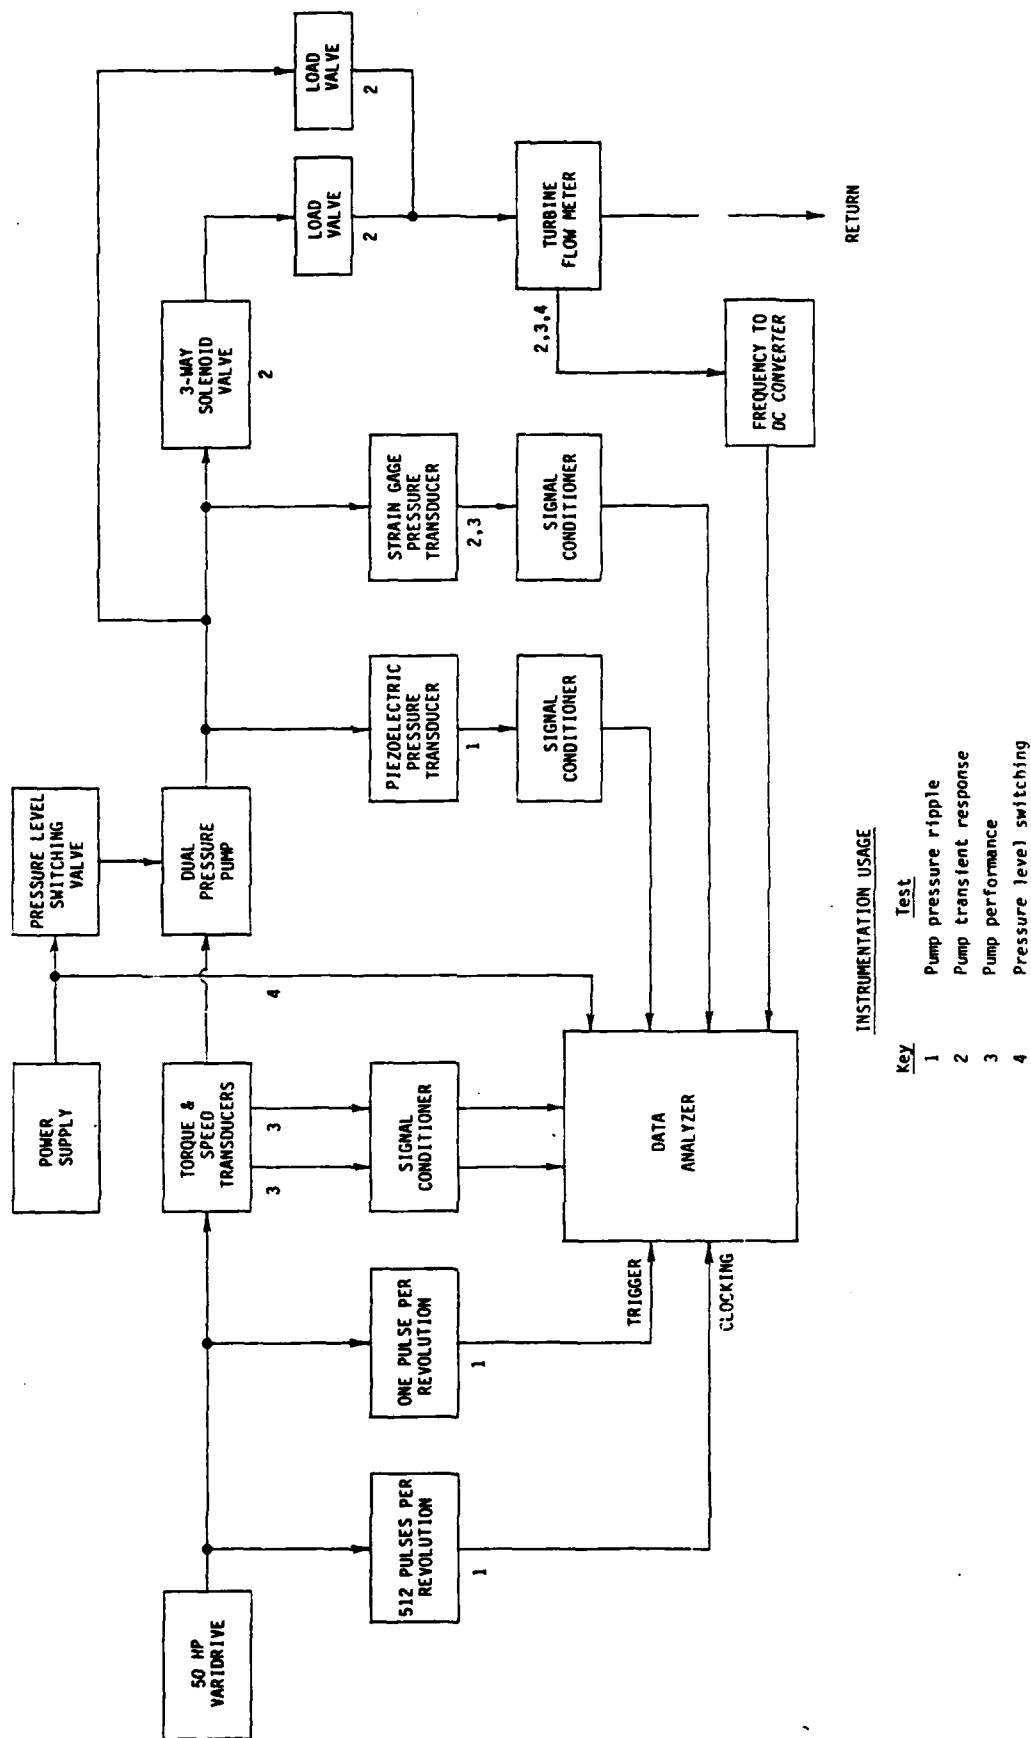 50 HP
VARIDRIVE
512 PULSES PER
REVOLUTION
1
ONE PULSE PER
REVOLUTION
1
TRIGGER
CLOCKING
POWER
SUPPLY
TORQUE &
SPEED
TRANSDUCERS
3
3
SIGNAL
CONDITIONER
DATA
ANALYZER
4
PRESSURE LEVEL
SWITCHING
VALVE
DUAL
PRESSURE
PUMP
PIEZOELECTRIC
PRESSURE
TRANSDUCER
1
SIGNAL
CONDITIONER
STRAIN GAGE
PRESSURE
TRANSDUCER
2,3
SIGNAL
CONDITIONER
3-WAY
SOLENOID
VALVE
2
LOAD
VALVE
2
LOAD
VALVE
2
TURBINE
FLOW METER
2,3,4
FREQUENCY TO
DC CONVERTER
RETURN
INSTRUMENTATION USAGE
Key Test
1 Pump pressure ripple
2 Pump transient response
3 Pump performance
4 Pressure level switching